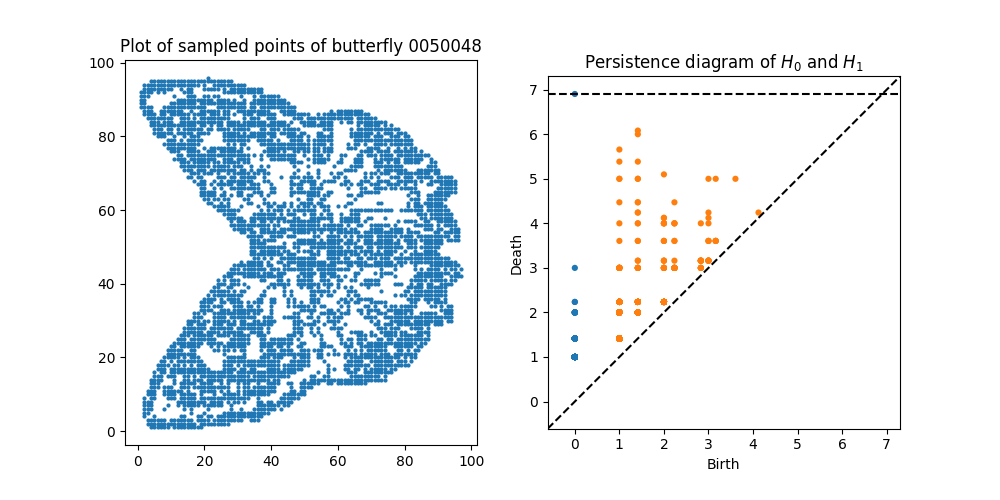 Plot of sampled points of butterfly 0050048
100
80
60
40
20
0
0 20 40 60 80 100
Persistence diagram of H₀ and H₁
7
6
5
4
3
2
1
0
Death
0 1 2 3 4 5 6 7
Birth